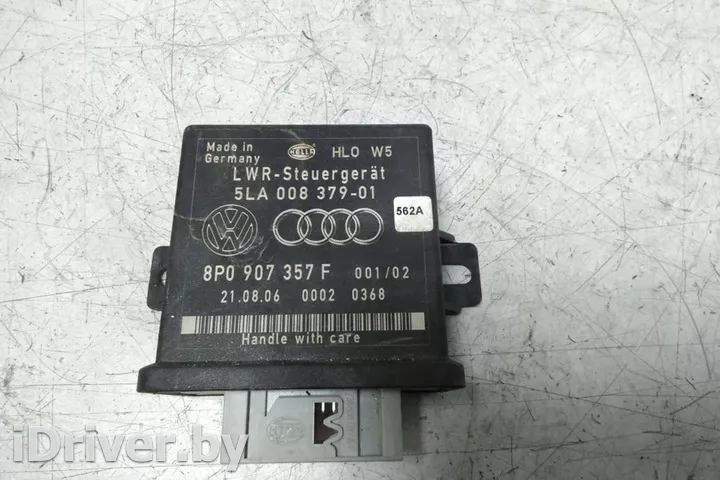 Made in
Germany
HELLA
HLO W5
LWR-Steuergerät
5LA 008 379-01
562A
8P0 907 357 F 001/02
21.08.06 0002 0368
Handle with care
iDriver.by